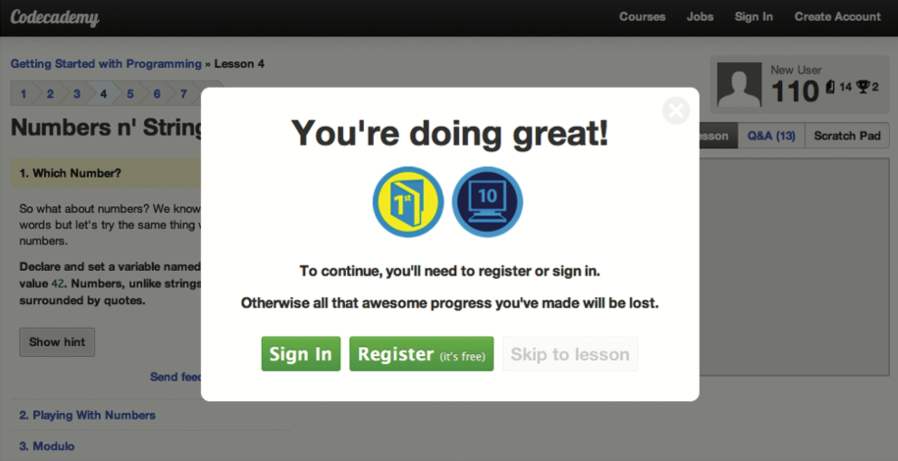 Codecademy
Courses Jobs Sign In Create Account
Getting Started with Programming » Lesson 4
1 2 3 4 5 6 7
New User
110 14 2
Numbers n' String
esson Q&A (13) Scratch Pad
1. Which Number?
So what about numbers? We know
words but let's try the same thing
numbers.
Declare and set a variable named
value 42. Numbers, unlike strings
surrounded by quotes.
Show hint
Send feed
2. Playing With Numbers
3. Modulo
You're doing great!
1st 10
To continue, you'll need to register or sign in.
Otherwise all that awesome progress you've made will be lost.
Sign In Register (it's free) Skip to lesson